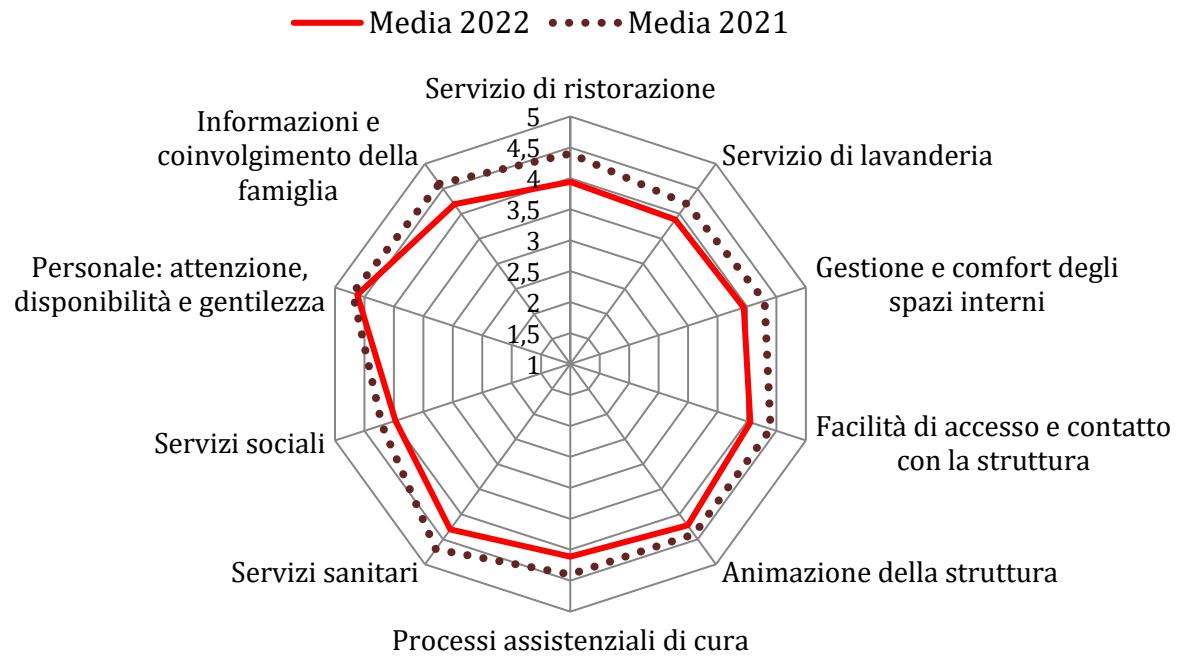 Media 2022
Media 2021
Servizio di ristorazione
Servizio di lavanderia
Gestione e comfort degli
spazi interni
Facilità di accesso e contatto
con la struttura
Animazione della struttura
Processi assistenziali di cura
Servizi sanitari
Servizi sociali
Personale: attenzione,
disponibilità e gentilezza
Informazioni e
coinvolgimento della
famiglia
5
4,5
4
3,5
3
2,5
2
1,5
1